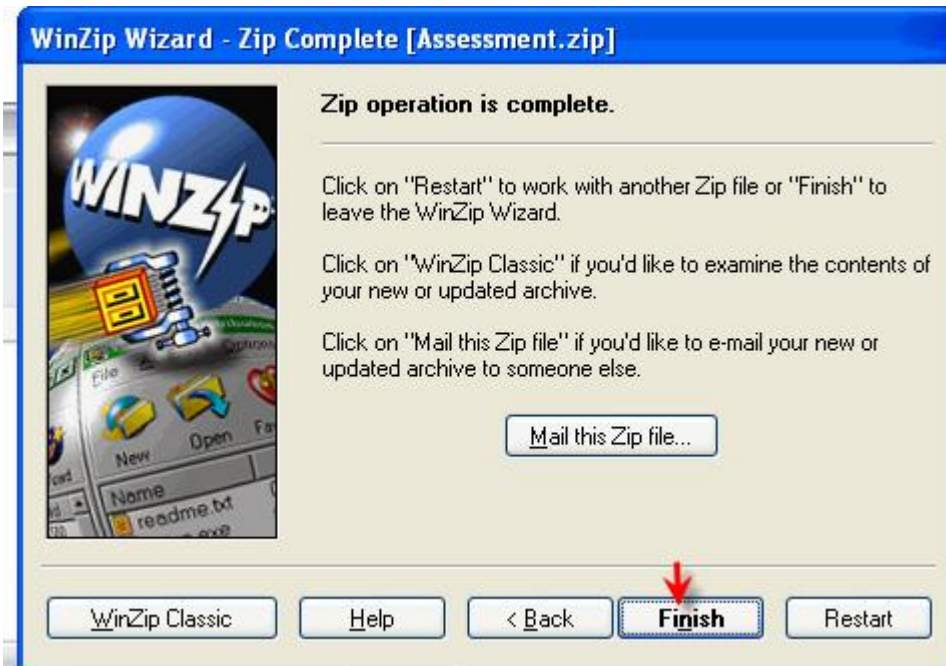 WinZip Wizard - Zip Complete [Assessment.zip]
Zip operation is complete.
Click on "Restart" to work with another Zip file or "Finish" to
leave the WinZip Wizard.
Click on "WinZip Classic" if you'd like to examine the contents of
your new or updated archive.
Click on "Mail this Zip file" if you'd like to e-mail your new or
updated archive to someone else.
Mail this Zip file...
WINZIP
File
Options
New
Open
Name
readme.txt
WinZip Classic
Help
< Back
Finish
Restart